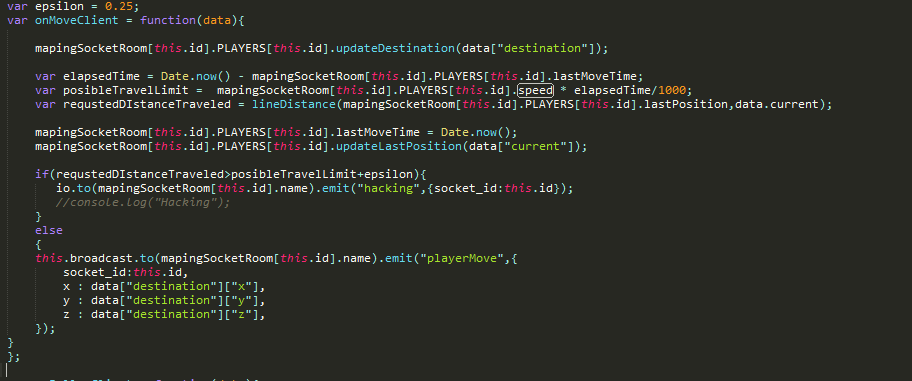 var epsilon = 0.25;
var onMoveClient = function(data){
mapingSocketRoom[this.id].PLAYERS[this.id].updateDestination(data["destination"]);
var elapsedTime = Date.now() - mapingSocketRoom[this.id].PLAYERS[this.id].lastMoveTime;
var posibleTravelLimit =  mapingSocketRoom[this.id].PLAYERS[this.id].speed * elapsedTime/1000;
var requstedDIstanceTraveled = lineDistance(mapingSocketRoom[this.id].PLAYERS[this.id].lastPosition,data.current);
mapingSocketRoom[this.id].PLAYERS[this.id].lastMoveTime = Date.now();
mapingSocketRoom[this.id].PLAYERS[this.id].updateLastPosition(data["current"]);
if(requstedDIstanceTraveled>posibleTravelLimit+epsilon){
io.to(mapingSocketRoom[this.id].name).emit("hacking",{socket_id:this.id});
//console.log("Hacking");
}
else
{
this.broadcast.to(mapingSocketRoom[this.id].name).emit("playerMove",{
socket_id:this.id,
x : data["destination"]["x"],
y : data["destination"]["y"],
z : data["destination"]["z"],
});
}
};